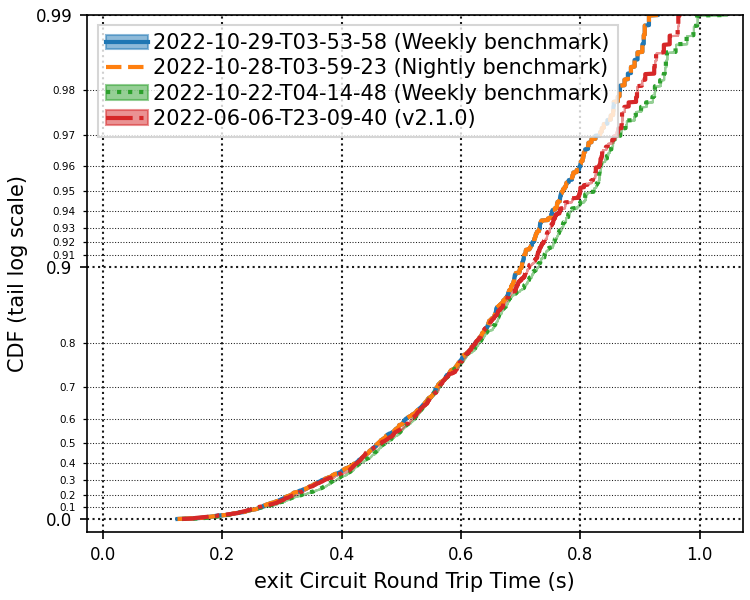 0.99
2022-10-29-T03-53-58 (Weekly benchmark)
2022-10-28-T03-59-23 (Nightly benchmark)
2022-10-22-T04-14-48 (Weekly benchmark)
2022-06-06-T23-09-40 (v2.1.0)
0.98
0.97
0.96
0.95
0.94
0.93
0.92
0.91
0.9
0.8
0.7
0.6
0.5
0.4
0.3
0.2
0.1
0.0
CDF (tail log scale)
0.0 0.2 0.4 0.6 0.8 1.0
exit Circuit Round Trip Time (s)